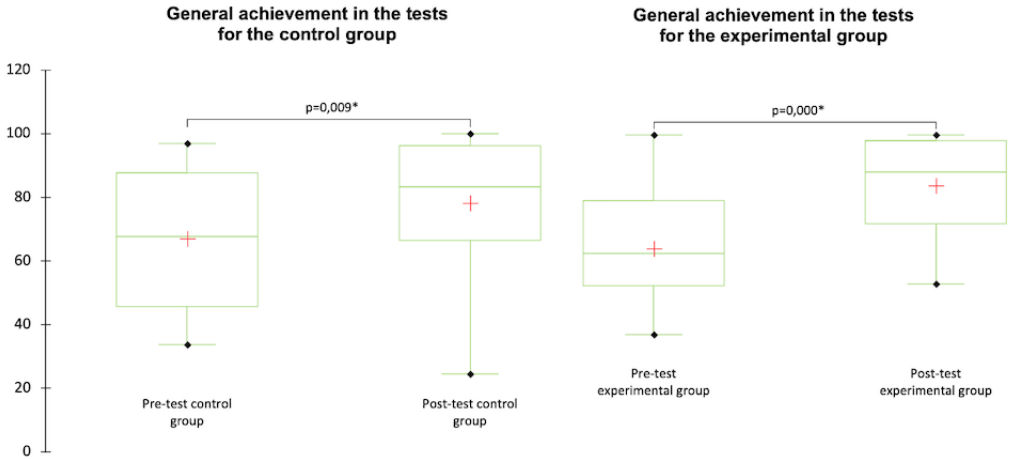 General achievement in the tests
for the control group
General achievement in the tests
for the experimental group
120
100
80
60
40
20
0
p=0,009*
p=0,000*
Pre-test control
group
Post-test control
group
Pre-test
experimental group
Post-test
experimental group